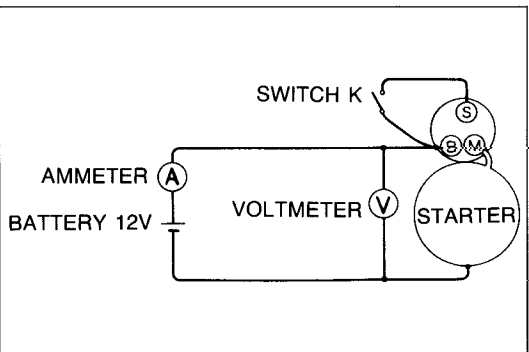 SWITCH K
S
B M
AMMETER A
BATTERY 12V
VOLTMETER V
STARTER